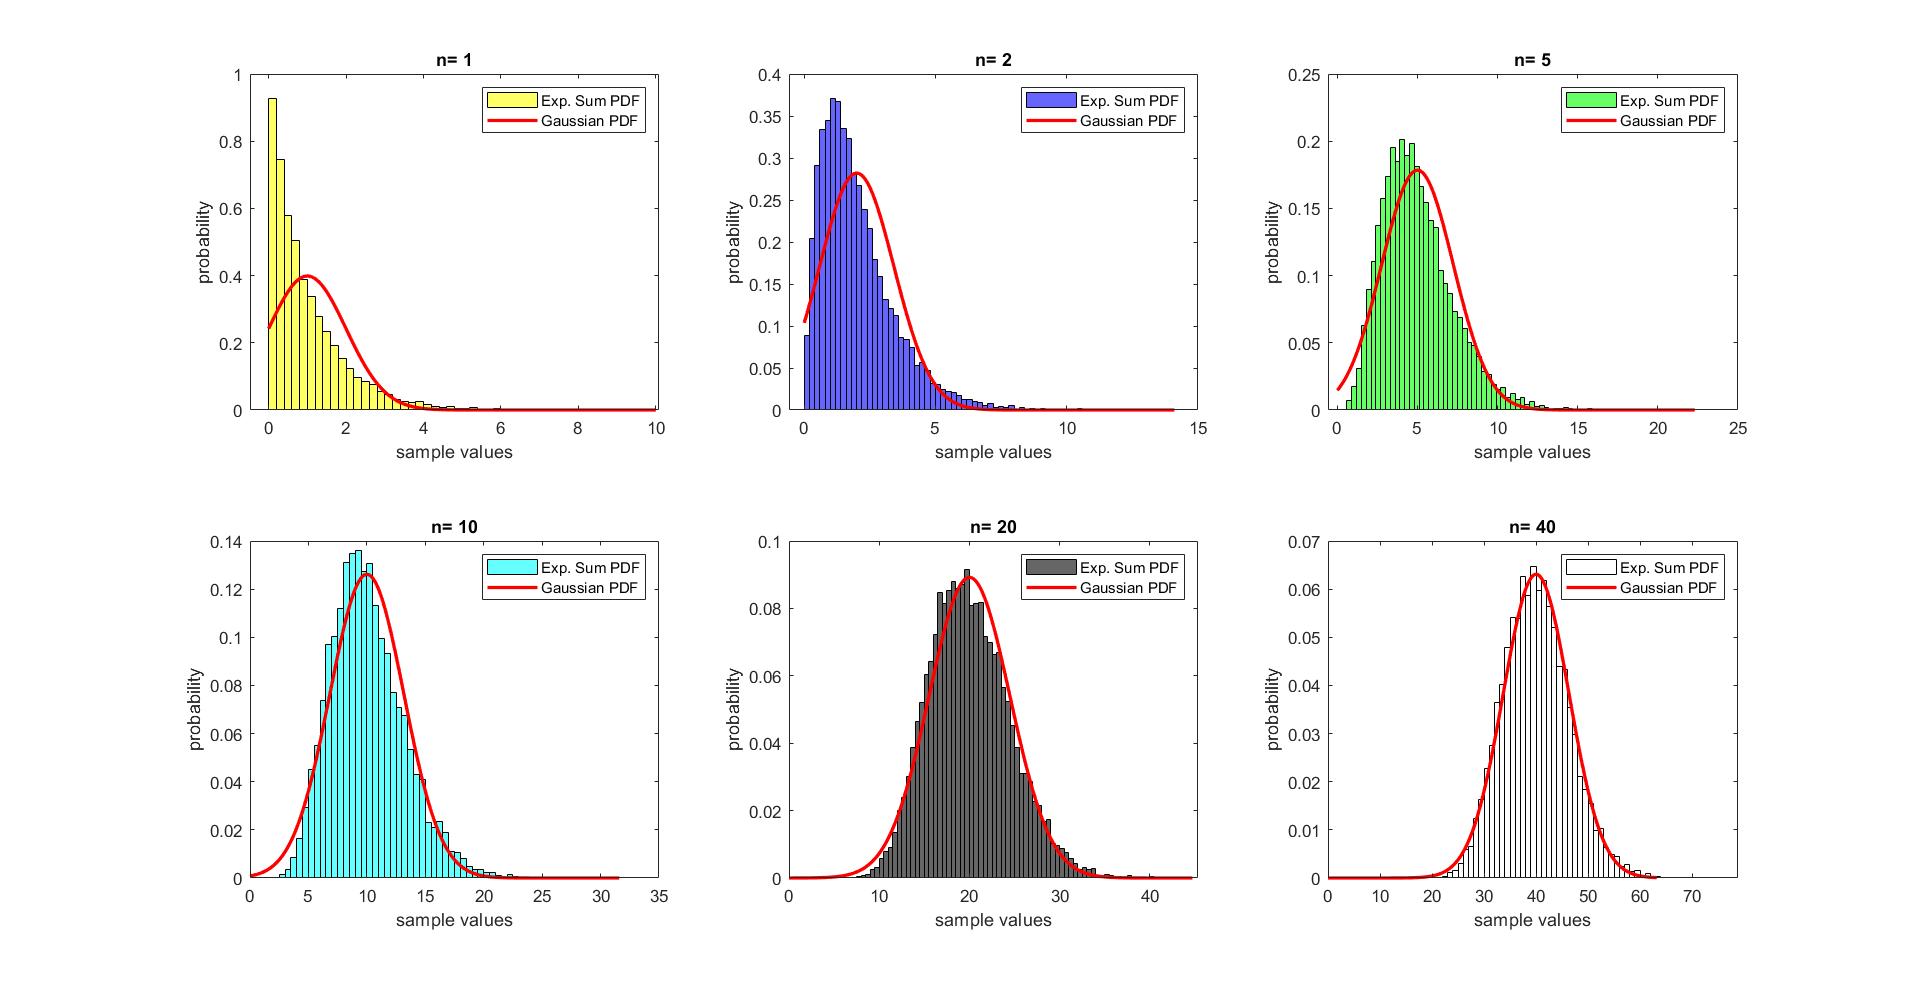 n= 1
1
0.8
0.6
0.4
0.2
0
probability
Exp. Sum PDF
Gaussian PDF
0 2 4 6 8 10
sample values
n= 2
0.4
0.35
0.3
0.25
0.2
0.15
0.1
0.05
0
probability
Exp. Sum PDF
Gaussian PDF
0 5 10 15
sample values
n= 5
0.25
0.2
0.15
0.1
0.05
0
probability
Exp. Sum PDF
Gaussian PDF
0 5 10 15 20 25
sample values
n= 10
0.14
0.12
0.1
0.08
0.06
0.04
0.02
0
probability
Exp. Sum PDF
Gaussian PDF
0 5 10 15 20 25 30 35
sample values
n= 20
0.1
0.08
0.06
0.04
0.02
0
probability
Exp. Sum PDF
Gaussian PDF
0 10 20 30 40
sample values
n= 40
0.07
0.06
0.05
0.04
0.03
0.02
0.01
0
probability
Exp. Sum PDF
Gaussian PDF
0 10 20 30 40 50 60 70
sample values